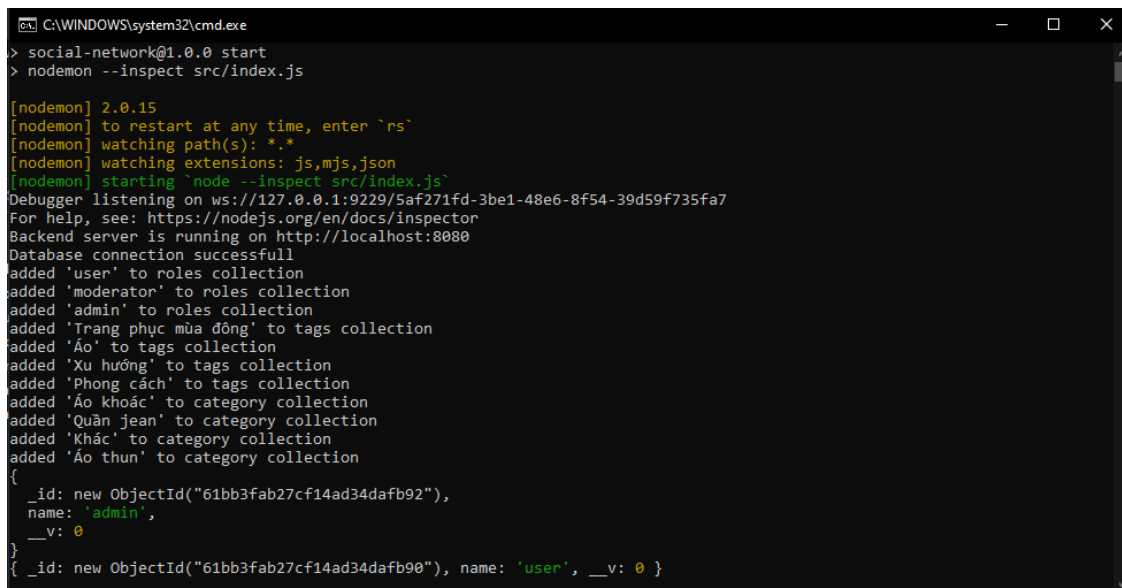 C:\WINDOWS\system32\cmd.exe
> social-network@1.0.0 start
> nodemon --inspect src/index.js
[nodemon] 2.0.15
[nodemon] to restart at any time, enter `rs`
[nodemon] watching path(s): *.*
[nodemon] watching extensions: js,mjs,json
[nodemon] starting `node --inspect src/index.js`
Debugger listening on ws://127.0.0.1:9229/5af271fd-3be1-48e6-8f54-39d59f735fa7
For help, see: https://nodejs.org/en/docs/inspector
Backend server is running on http://localhost:8080
Database connection successfull
added 'user' to roles collection
added 'moderator' to roles collection
added 'admin' to roles collection
added 'Trang phục mùa đông' to tags collection
added 'Áo' to tags collection
added 'Xu hướng' to tags collection
added 'Phong cách' to tags collection
added 'Áo khoác' to category collection
added 'Quần jean' to category collection
added 'Khác' to category collection
added 'Áo thun' to category collection
{
  _id: new ObjectId("61bb3fab27cf14ad34dafb92"),
  name: 'admin',
  __v: 0
}
{ _id: new ObjectId("61bb3fab27cf14ad34dafb90"), name: 'user', __v: 0 }